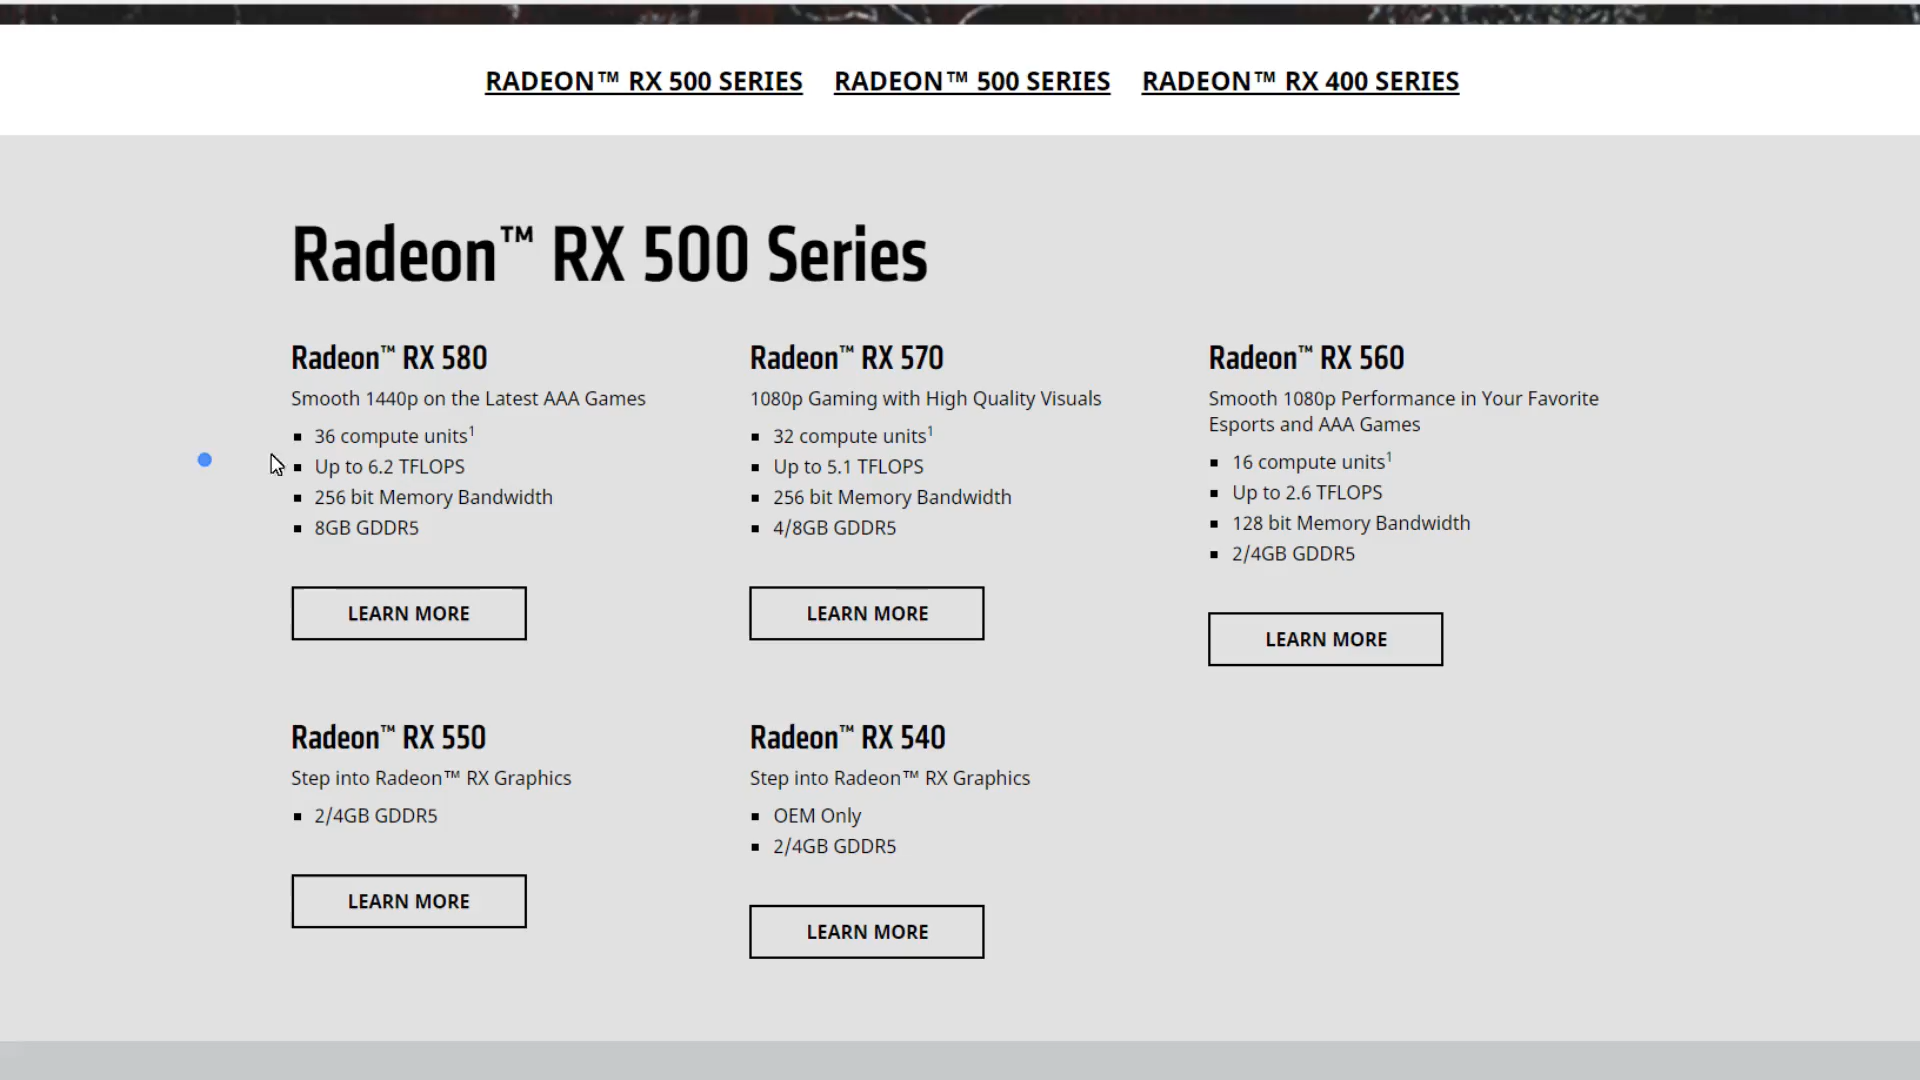 RADEON™ RX 500 SERIES RADEON™ 500 SERIES RADEON™ RX 400 SERIES
Radeon™ RX 500 Series
Radeon™ RX 580
Smooth 1440p on the Latest AAA Games
36 compute units¹
Up to 6.2 TFLOPS
256 bit Memory Bandwidth
8GB GDDR5
LEARN MORE
Radeon™ RX 570
1080p Gaming with High Quality Visuals
32 compute units¹
Up to 5.1 TFLOPS
256 bit Memory Bandwidth
4/8GB GDDR5
LEARN MORE
Radeon™ RX 560
Smooth 1080p Performance in Your Favorite
Esports and AAA Games
16 compute units¹
Up to 2.6 TFLOPS
128 bit Memory Bandwidth
2/4GB GDDR5
LEARN MORE
Radeon™ RX 550
Step into Radeon™ RX Graphics
2/4GB GDDR5
LEARN MORE
Radeon™ RX 540
Step into Radeon™ RX Graphics
OEM Only
2/4GB GDDR5
LEARN MORE